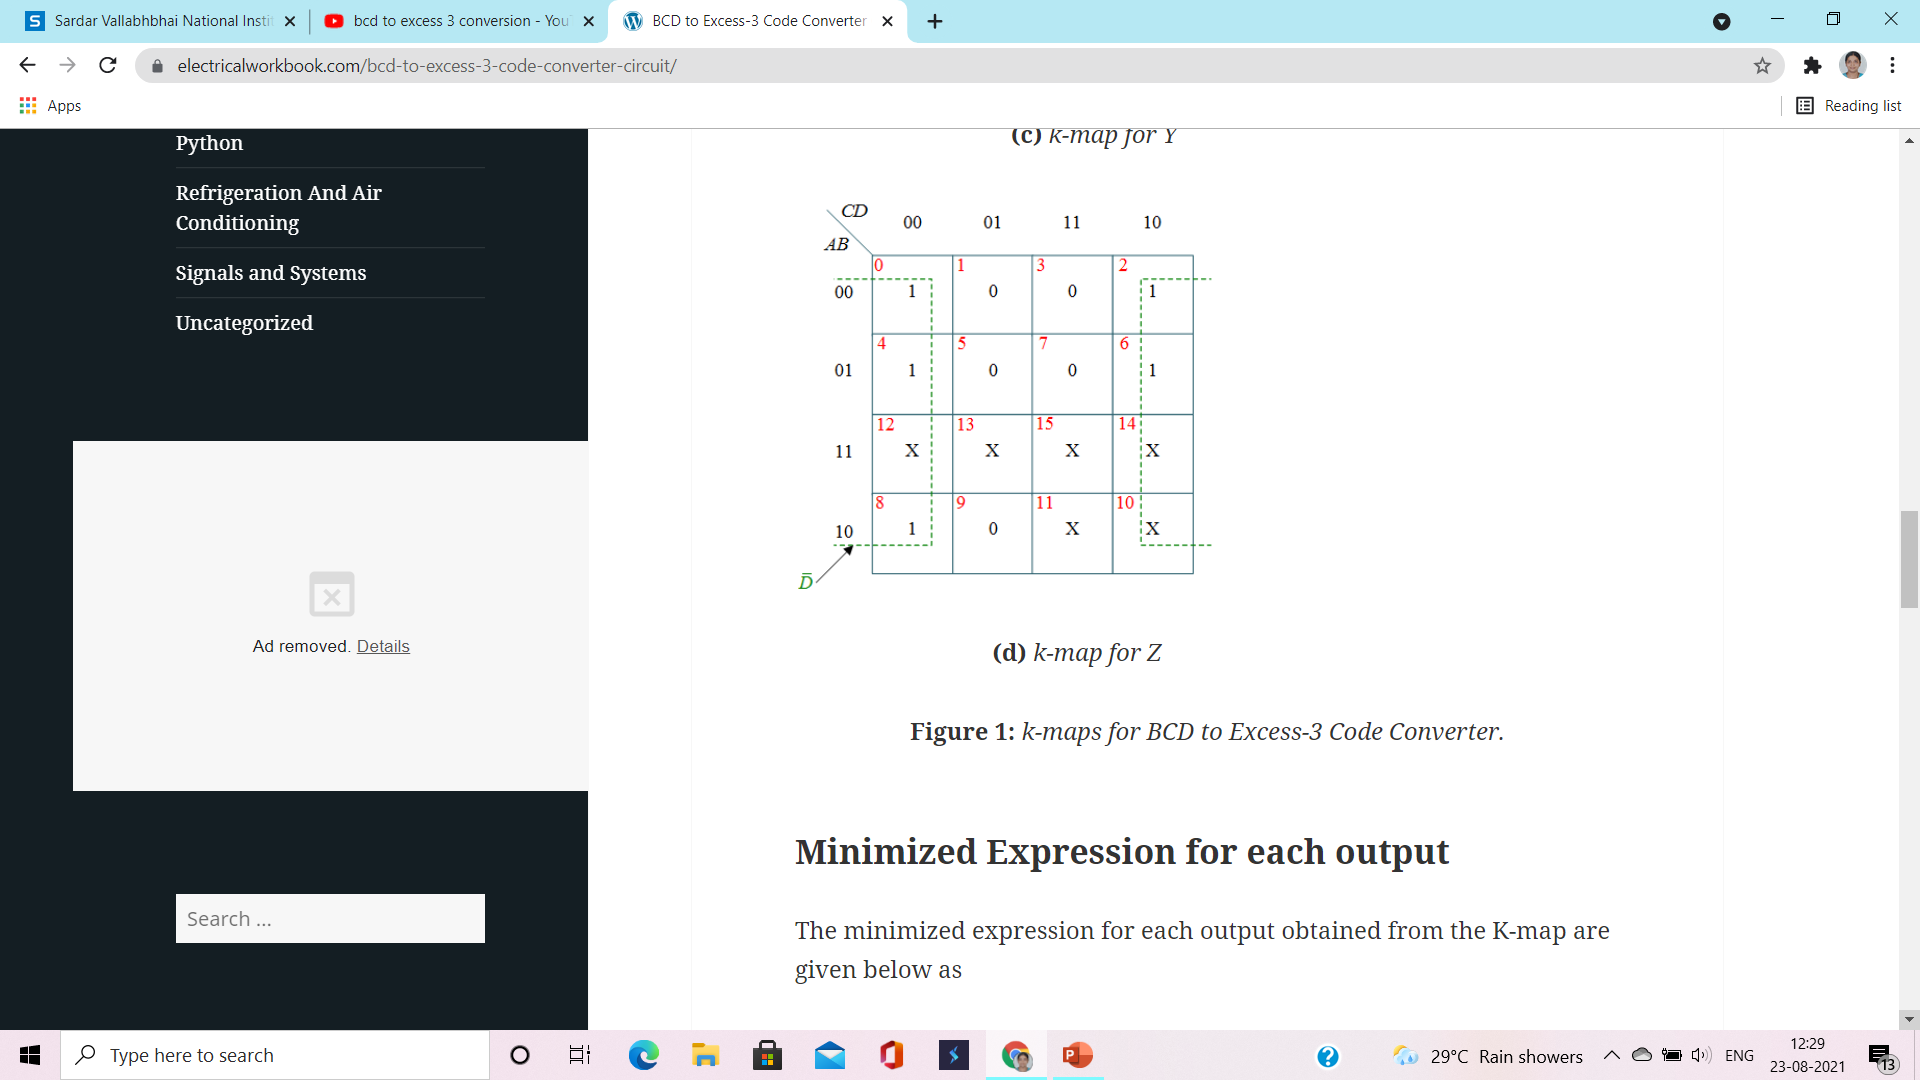 Sardar Vallabhbhai National Instit
bcd to excess 3 conversion - You
BCD to Excess-3 Code Converter
electricalworkbook.com/bcd-to-excess-3-code-converter-circuit/
Apps
Reading list
Python
Refrigeration And Air
Conditioning
Signals and Systems
Uncategorized
Ad removed. Details
Search ...
(c) k-map for Y
CD
AB
00 01 11 10
0 1 3 2
00 1 0 0 1
4 5 7 6
01 1 0 0 1
12 13 15 14
11 X X X X
8 9 11 10
10 1 0 X X
D̅
(d) k-map for Z
Figure 1: k-maps for BCD to Excess-3 Code Converter.
Minimized Expression for each output
The minimized expression for each output obtained from the K-map are
given below as
Type here to search
29°C Rain showers
ENG
12:29
23-08-2021
13